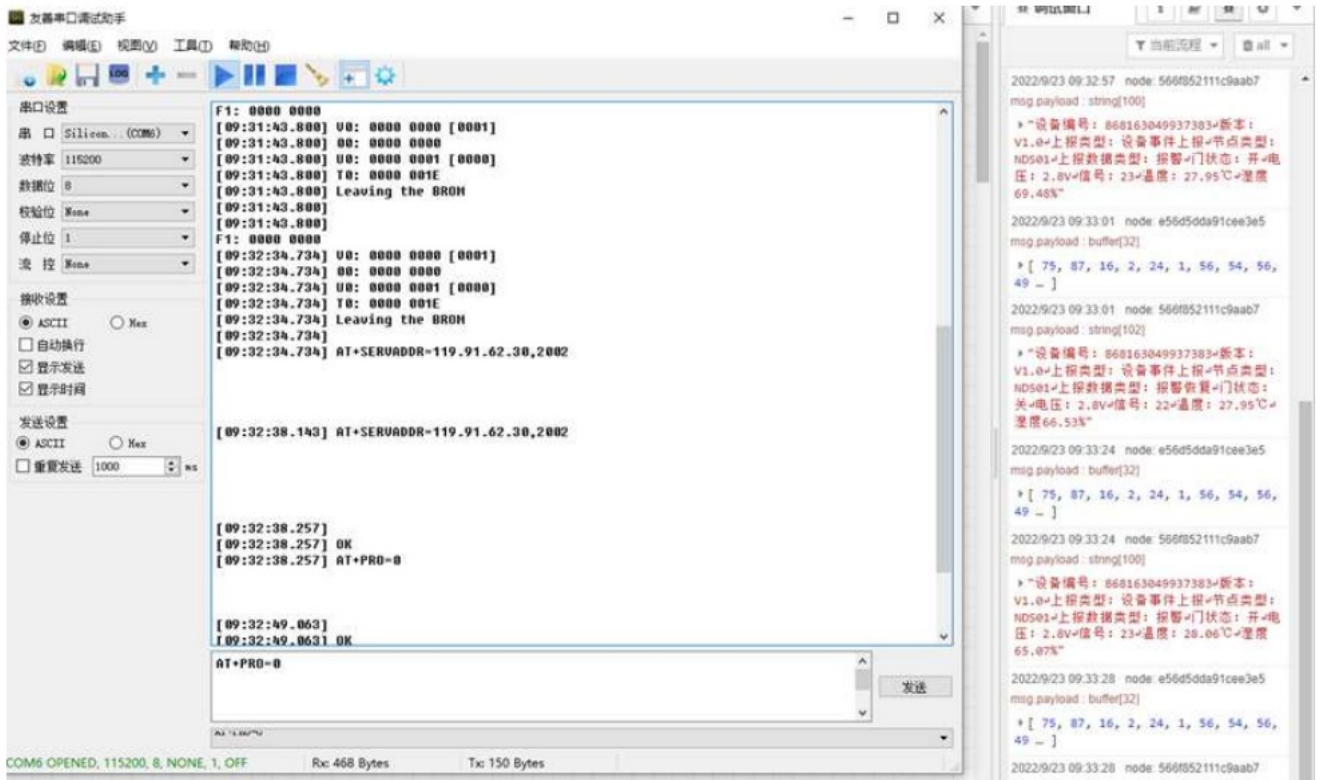 友善串口调试助手
文件(F) 编辑(E) 视图(V) 工具(T) 帮助(H)
LOG
串口设置
串 口 Silicon...(COM6)
波特率 115200
数据位 8
校验位 None
停止位 1
流 控 None
接收设置
ASCII Hex
自动换行
显示发送
显示时间
发送设置
ASCII Hex
重复发送 1000 ms
F1: 0000 0000
[09:31:43.800] V0: 0000 0000 [0001]
[09:31:43.800] 00: 0000 0000
[09:31:43.800] U0: 0000 0001 [0000]
[09:31:43.800] T0: 0000 001E
[09:31:43.800] Leaving the BROM
[09:31:43.800]
[09:31:43.800]
F1: 0000 0000
[09:32:34.734] V0: 0000 0000 [0001]
[09:32:34.734] 00: 0000 0000
[09:32:34.734] U0: 0000 0001 [0000]
[09:32:34.734] T0: 0000 001E
[09:32:34.734] Leaving the BROM
[09:32:34.734]
[09:32:34.734] AT+SERVADDR=119.91.62.30,2002
[09:32:38.143] AT+SERVADDR=119.91.62.30,2002
[09:32:38.257]
[09:32:38.257] OK
[09:32:38.257] AT+PRO=0
[09:32:49.063]
[09:32:49.063] OK
AT+PRO=0
发送
COM6 OPENED, 115200, 8, NONE, 1, OFF Rx: 468 Bytes Tx: 150 Bytes
调试窗口
当前流程 all
2022/9/23 09:32:57 node: 566f852111c9aab7
msg.payload : string[100]
"设备编号: 868163049937383↵版本:
V1.0↵上报类型: 设备事件上报↵节点类型:
NDS01↵上报数据类型: 报警↵门状态: 开↵电
压: 2.8V↵信号: 23↵温度: 27.95℃↵湿度
69.48%"
2022/9/23 09:33:01 node: e56d5dda91cee3e5
msg.payload : buffer[32]
[ 75, 87, 16, 2, 24, 1, 56, 54, 56,
49 … ]
2022/9/23 09:33:01 node: 566f852111c9aab7
msg.payload : string[102]
"设备编号: 868163049937383↵版本:
V1.0↵上报类型: 设备事件上报↵节点类型:
NDS01↵上报数据类型: 报警恢复↵门状态:
关↵电压: 2.8V↵信号: 22↵温度: 27.95℃↵
湿度66.53%"
2022/9/23 09:33:24 node: e56d5dda91cee3e5
msg.payload : buffer[32]
[ 75, 87, 16, 2, 24, 1, 56, 54, 56,
49 … ]
2022/9/23 09:33:24 node: 566f852111c9aab7
msg.payload : string[100]
"设备编号: 868163049937383↵版本:
V1.0↵上报类型: 设备事件上报↵节点类型:
NDS01↵上报数据类型: 报警↵门状态: 开↵电
压: 2.8V↵信号: 23↵温度: 28.06℃↵湿度
65.07%"
2022/9/23 09:33:28 node: e56d5dda91cee3e5
msg.payload : buffer[32]
[ 75, 87, 16, 2, 24, 1, 56, 54, 56,
49 … ]
2022/9/23 09:33:28 node: 566f852111c9aab7